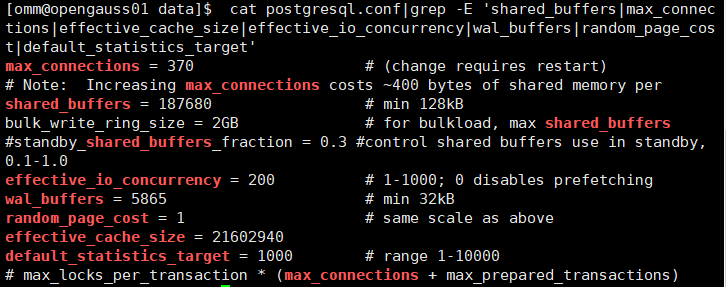 [omm@opengauss01 data]$  cat postgresql.conf|grep -E 'shared_buffers|max_connec
tions|effective_cache_size|effective_io_concurrency|wal_buffers|random_page_cos
t|default_statistics_target'
max_connections = 370                   # (change requires restart)
# Note:  Increasing max_connections costs ~400 bytes of shared memory per
shared_buffers = 187680                 # min 128kB
bulk_write_ring_size = 2GB              # for bulkload, max shared_buffers
#standby_shared_buffers_fraction = 0.3 #control shared buffers use in standby,
0.1-1.0
effective_io_concurrency = 200          # 1-1000; 0 disables prefetching
wal_buffers = 5865                      # min 32kB
random_page_cost = 1                    # same scale as above
effective_cache_size = 21602940
default_statistics_target = 1000        # range 1-10000
# max_locks_per_transaction * (max_connections + max_prepared_transactions)